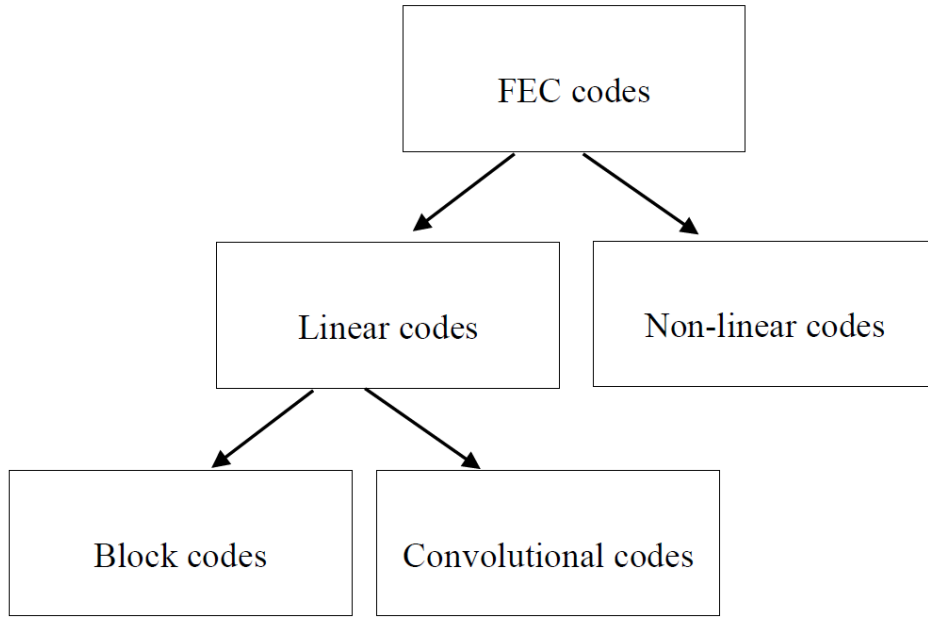 FEC codes
Linear codes
Non-linear codes
Block codes
Convolutional codes